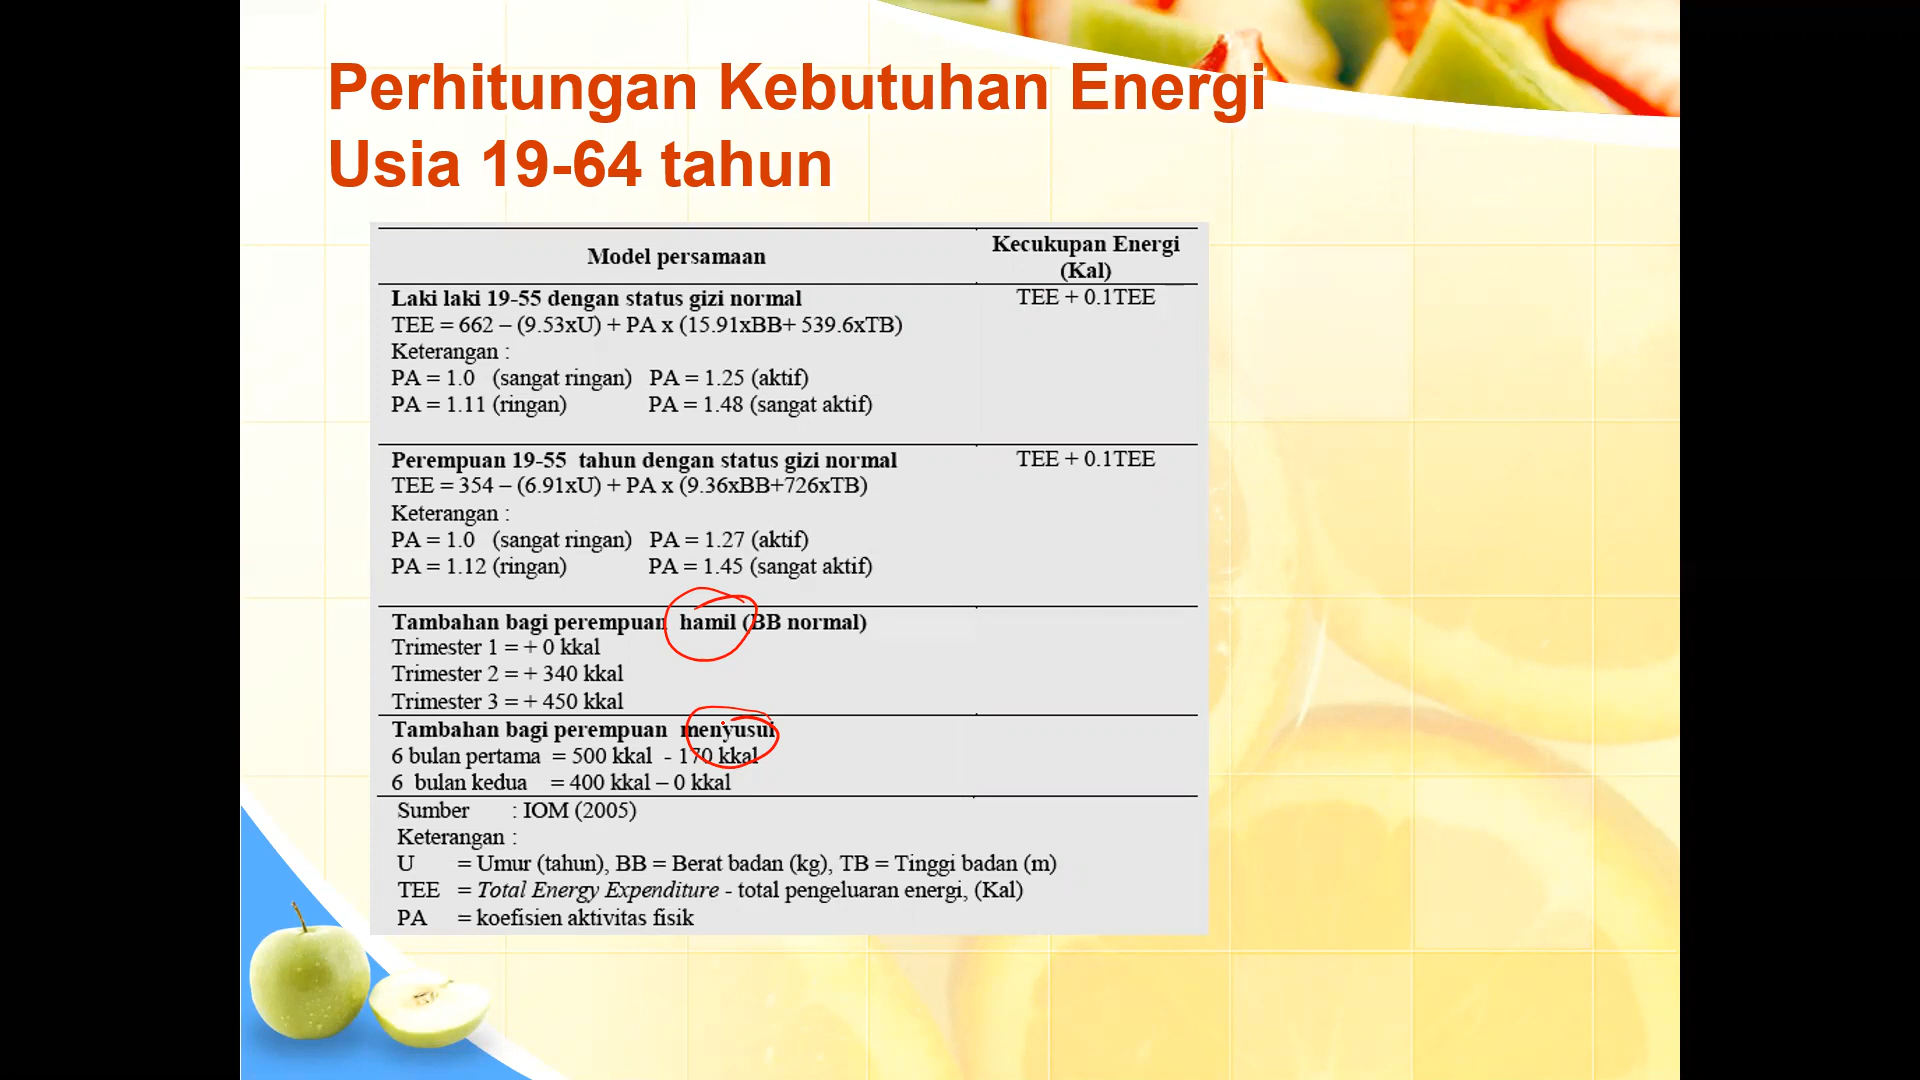 Perhitungan Kebutuhan Energi
Usia 19-64 tahun
Model persamaan
Kecukupan Energi
(Kal)
Laki laki 19-55 dengan status gizi normal
TEE + 0.1TEE
TEE = 662 – (9.53xU) + PA x (15.91xBB+ 539.6xTB)
Keterangan :
PA = 1.0 (sangat ringan) PA = 1.25 (aktif)
PA = 1.11 (ringan) PA = 1.48 (sangat aktif)
Perempuan 19-55 tahun dengan status gizi normal
TEE + 0.1TEE
TEE = 354 – (6.91xU) + PA x (9.36xBB+726xTB)
Keterangan :
PA = 1.0 (sangat ringan) PA = 1.27 (aktif)
PA = 1.12 (ringan) PA = 1.45 (sangat aktif)
Tambahan bagi perempuan hamil (BB normal)
Trimester 1 = + 0 kkal
Trimester 2 = + 340 kkal
Trimester 3 = + 450 kkal
Tambahan bagi perempuan menyusui
6 bulan pertama = 500 kkal - 170 kkal
6 bulan kedua = 400 kkal – 0 kkal
Sumber : IOM (2005)
Keterangan :
U = Umur (tahun), BB = Berat badan (kg), TB = Tinggi badan (m)
TEE = Total Energy Expenditure - total pengeluaran energi, (Kal)
PA = koefisien aktivitas fisik